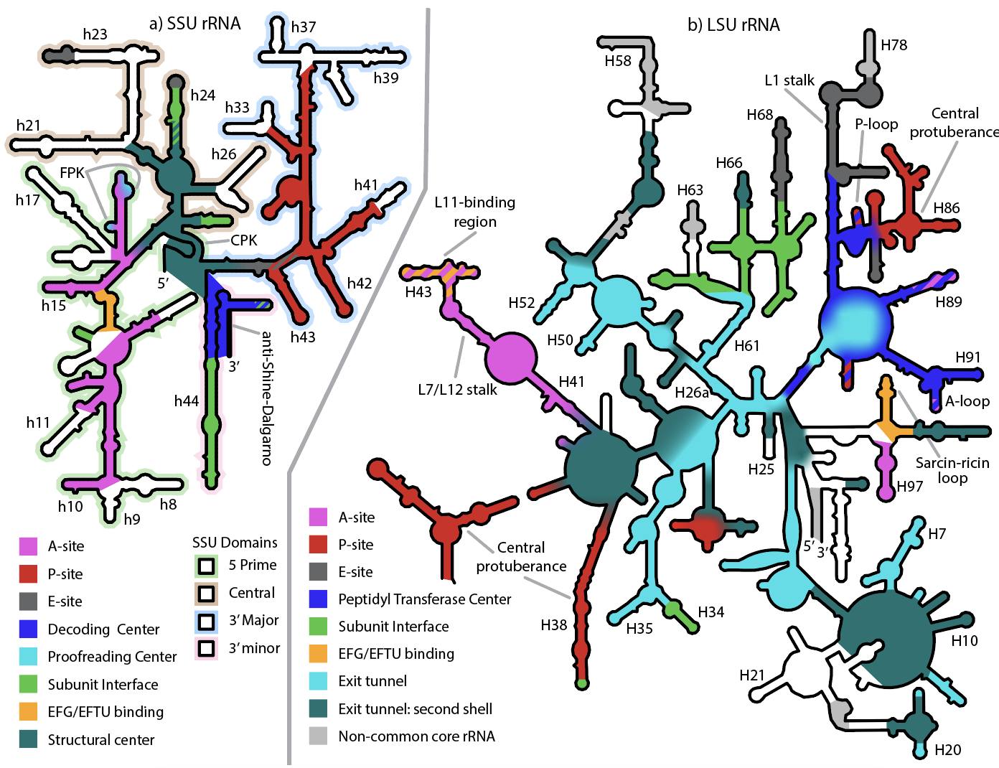 a) SSU rRNA
h37
h23
h39
h24
h33
h21
h26
FPK
h17
h41
CPK
5′
h15
h42
h43
3′
anti-Shine-Dalgarno
h44
h11
h10
h9
h8
A-site
P-site
E-site
Decoding Center
Proofreading Center
Subunit Interface
EFG/EFTU binding
Structural center
SSU Domains
5 Prime
Central
3′ Major
3′ minor
b) LSU rRNA
H58
H78
L1 stalk
H68
P-loop
Central
protuberance
H66
H63
L11-binding
region
H86
H43
H52
H50
H89
H61
H91
L7/L12 stalk
H41
H26a
A-loop
H25
Sarcin-ricin
loop
H97
Central
protuberance
5′
3′
H7
H38
H35
H34
H10
H21
H20
A-site
P-site
E-site
Peptidyl Transferase Center
Subunit Interface
EFG/EFTU binding
Exit tunnel
Exit tunnel: second shell
Non-common core rRNA